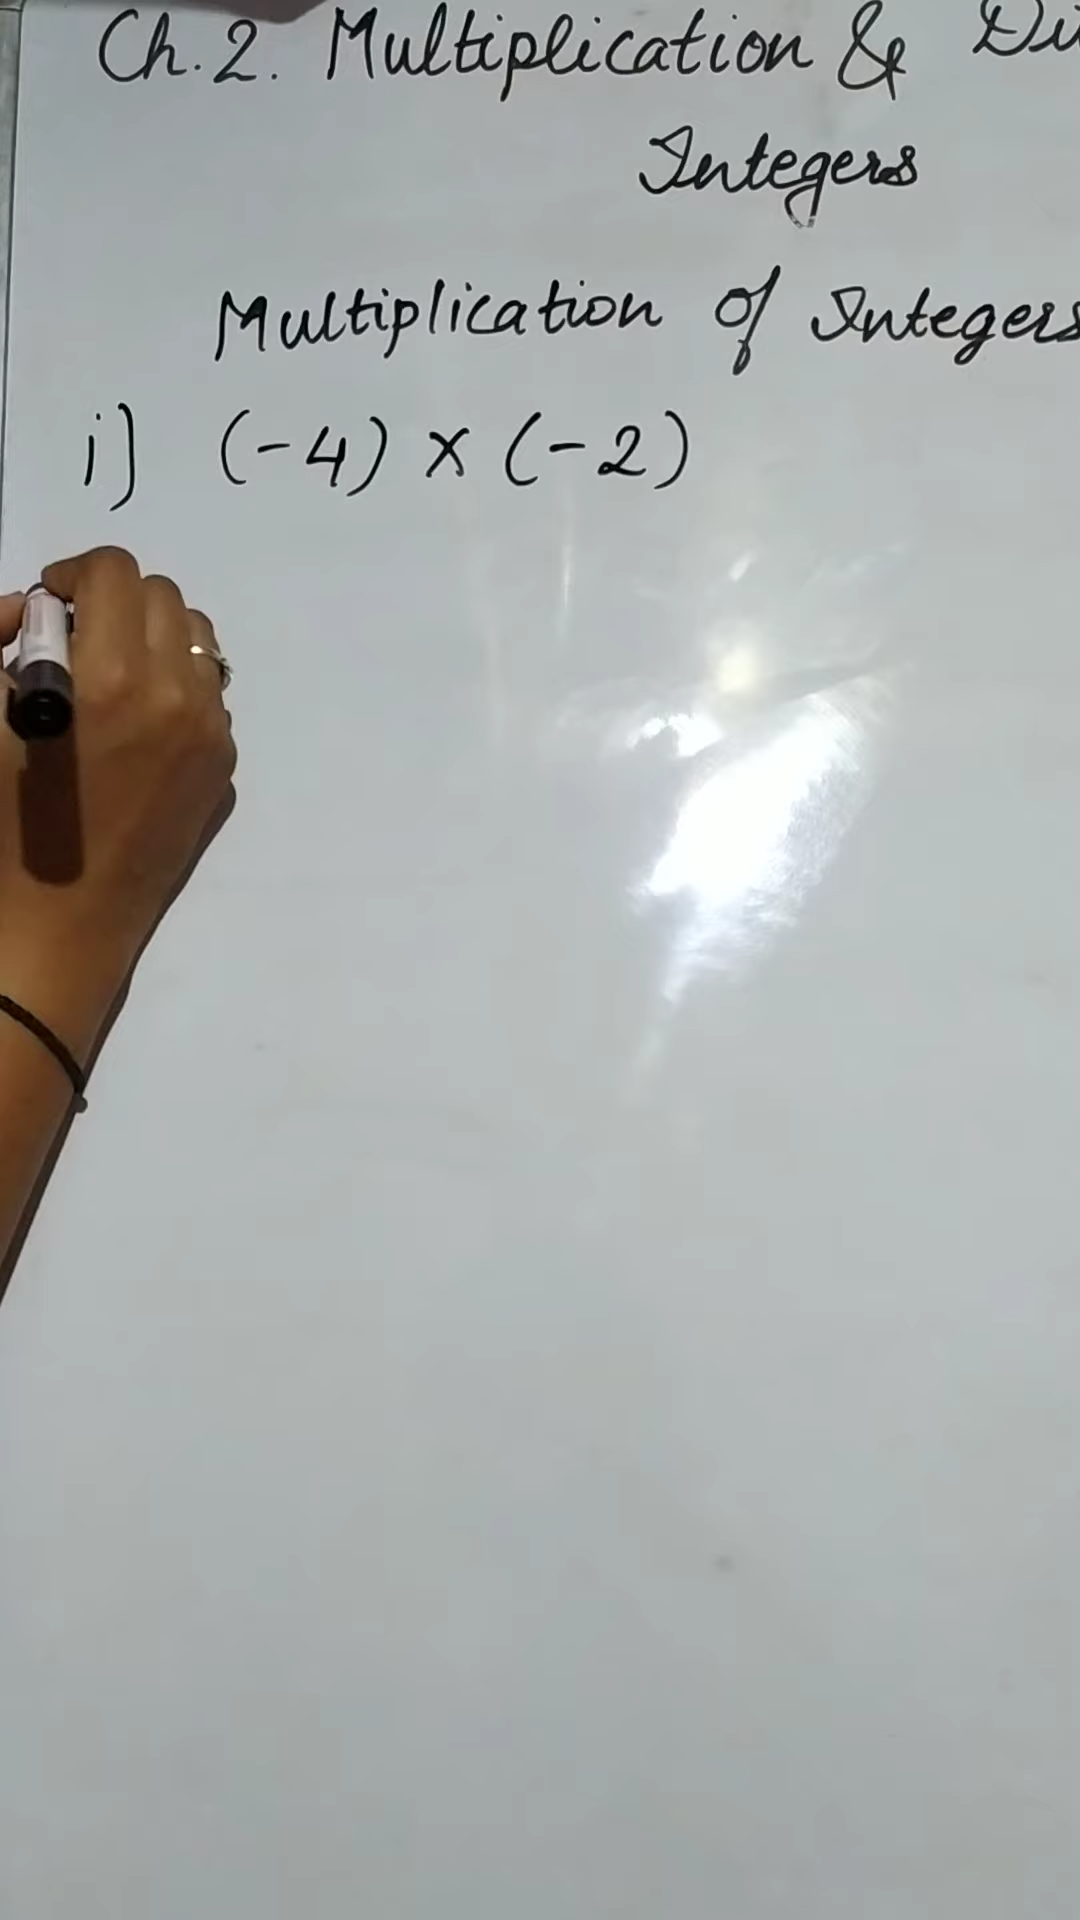 Ch. 2. Multiplication &
Integers
Multiplication of Integers
i) (-4) × (-2)